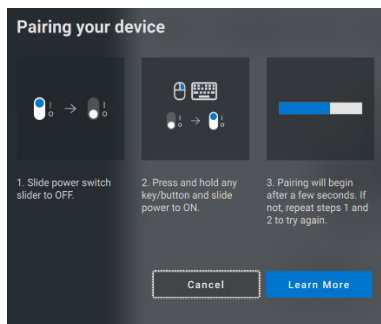 Pairing your device
1. Slide power switch
slider to OFF.
2. Press and hold any
key/button and slide
power to ON.
3. Pairing will begin
after a few seconds. If
not, repeat steps 1 and
2 to try again.
Cancel
Learn More